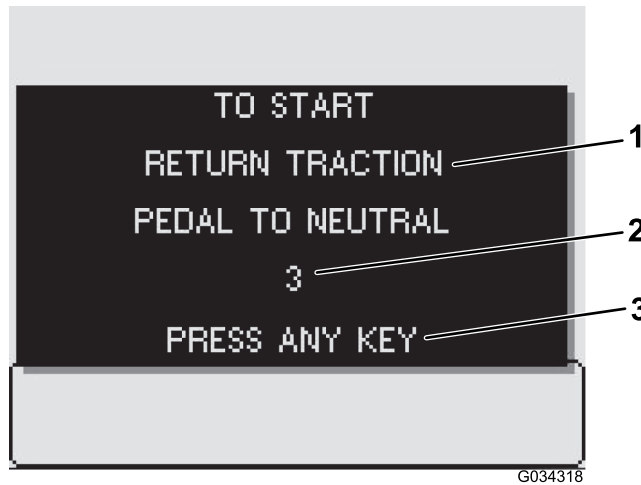 TO START
RETURN TRACTION
1
PEDAL TO NEUTRAL
2
3
3
PRESS ANY KEY
G034318